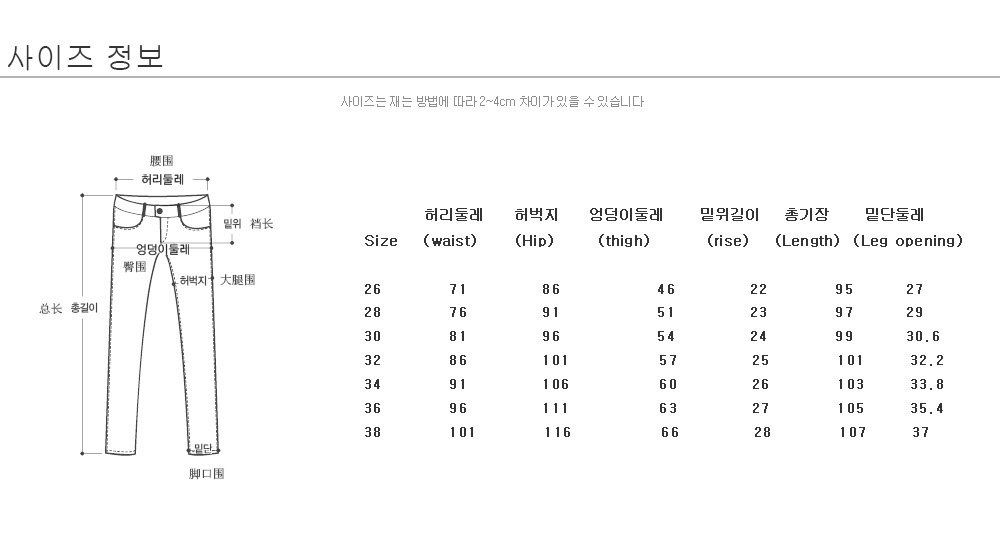 사이즈 정보
사이즈는 재는 방법에 따라 2~4cm 차이가 있을 수 있습니다
腰围
허리둘레
밑위 裆长
엉덩이둘레
臀围
허벅지 大腿围
总长 총길이
밑단
脚口围
허리둘레 허벅지 엉덩이둘레 밑위길이 총기장 밑단둘레
Size (waist) (Hip) (thigh) (rise) (Length) (Leg opening)
26 71 86 46 22 95 27
28 76 91 51 23 97 29
30 81 96 54 24 99 30.6
32 86 101 57 25 101 32.2
34 91 106 60 26 103 33.8
36 96 111 63 27 105 35.4
38 101 116 66 28 107 37